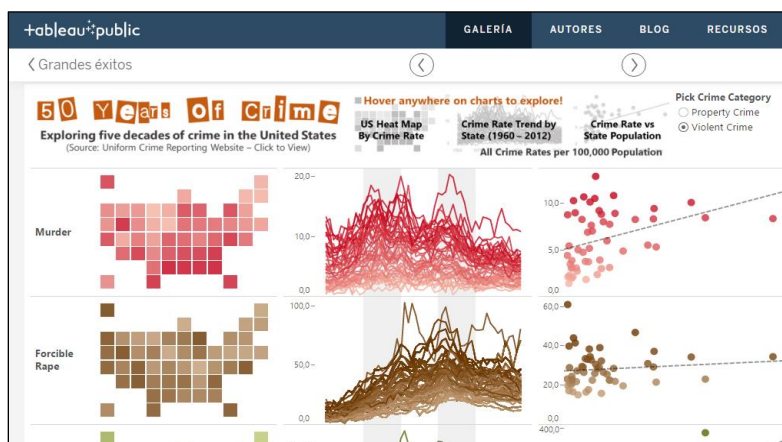 +ableau public
GALERÍA AUTORES BLOG RECURSOS
Grandes éxitos
50 Years of Crime
Exploring five decades of crime in the United States
(Source: Uniform Crime Reporting Website – Click to View)
Hover anywhere on charts to explore!
US Heat Map
By Crime Rate
Crime Rate Trend by
State (1960 – 2012)
Crime Rate vs
State Population
All Crime Rates per 100,000 Population
Pick Crime Category
Property Crime
Violent Crime
Murder
20,0
10,0
0,0
10,0
5,0
0,0
Forcible
Rape
100,0
50,0
0,0
60,0
40,0
20,0
0,0
400,0